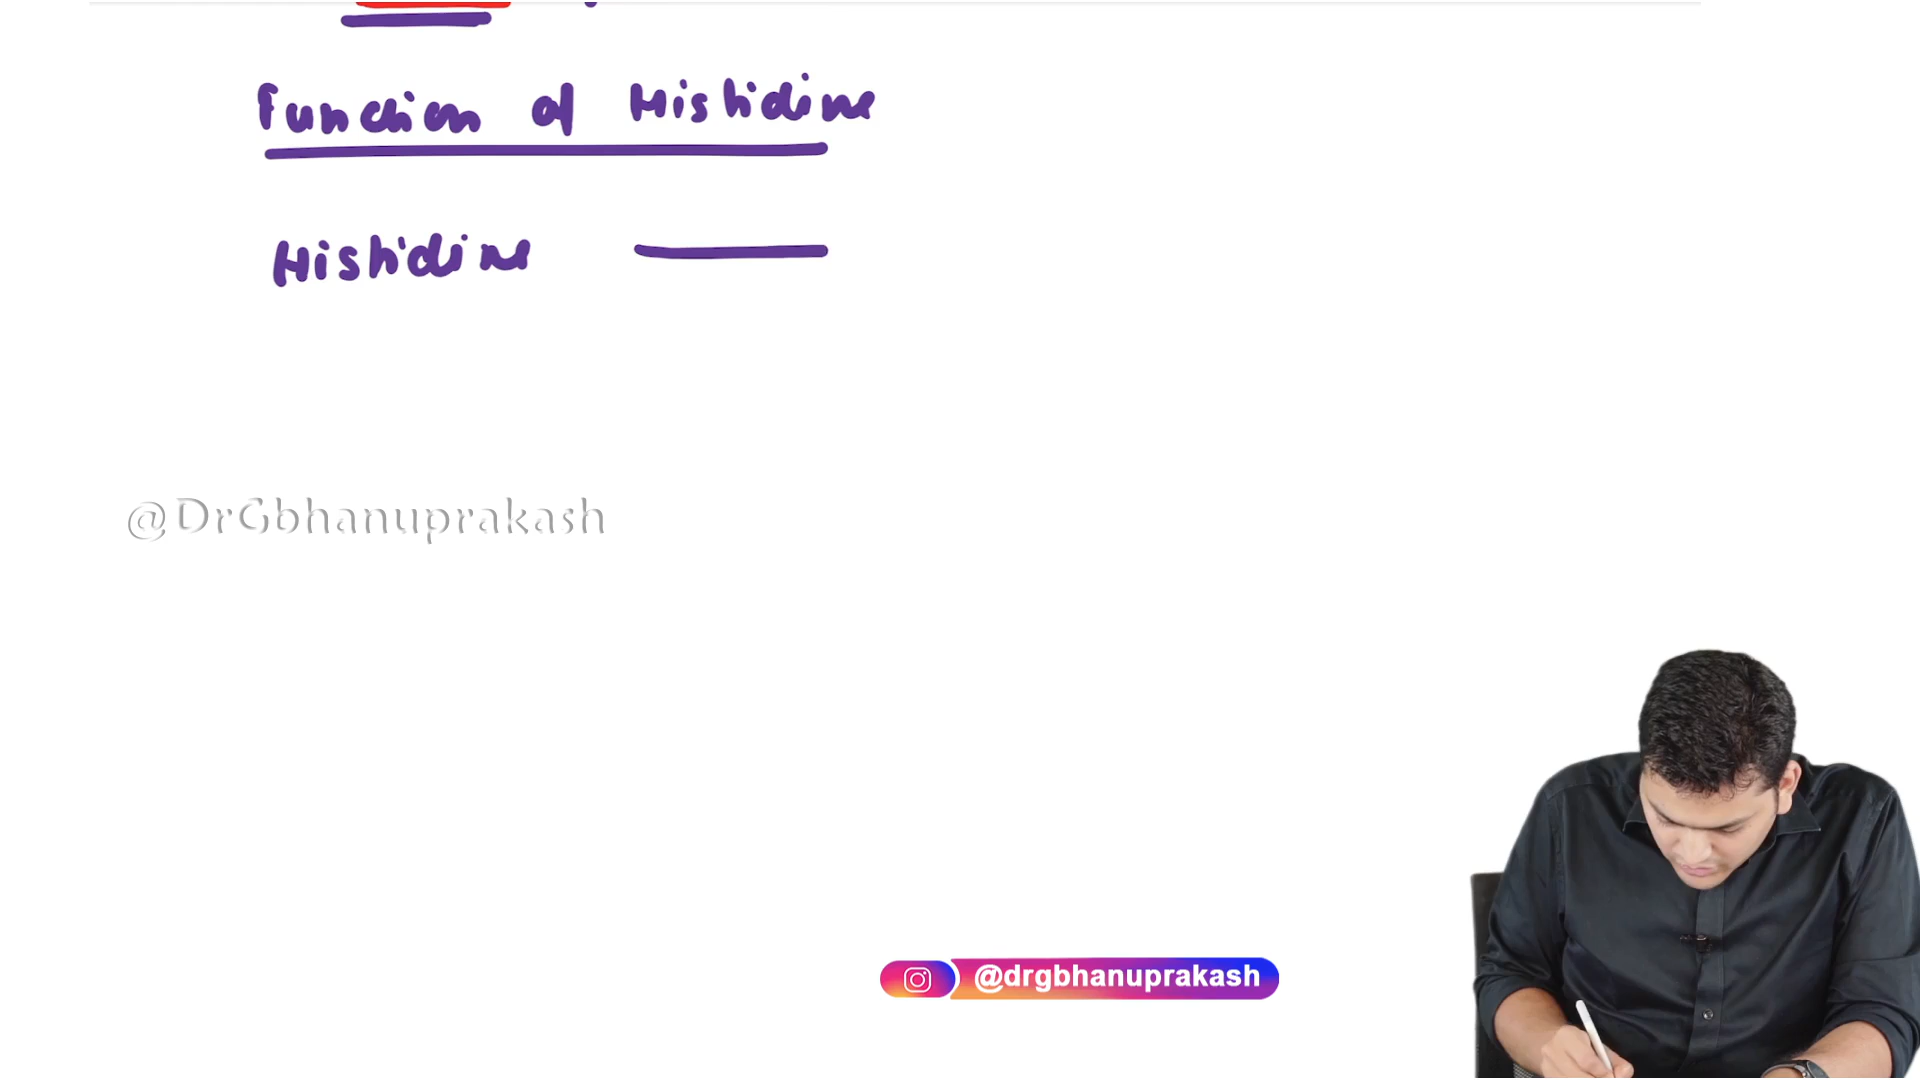 Function of Histidine
Histidine
@DrGbhanuprakash
@drgbhanuprakash